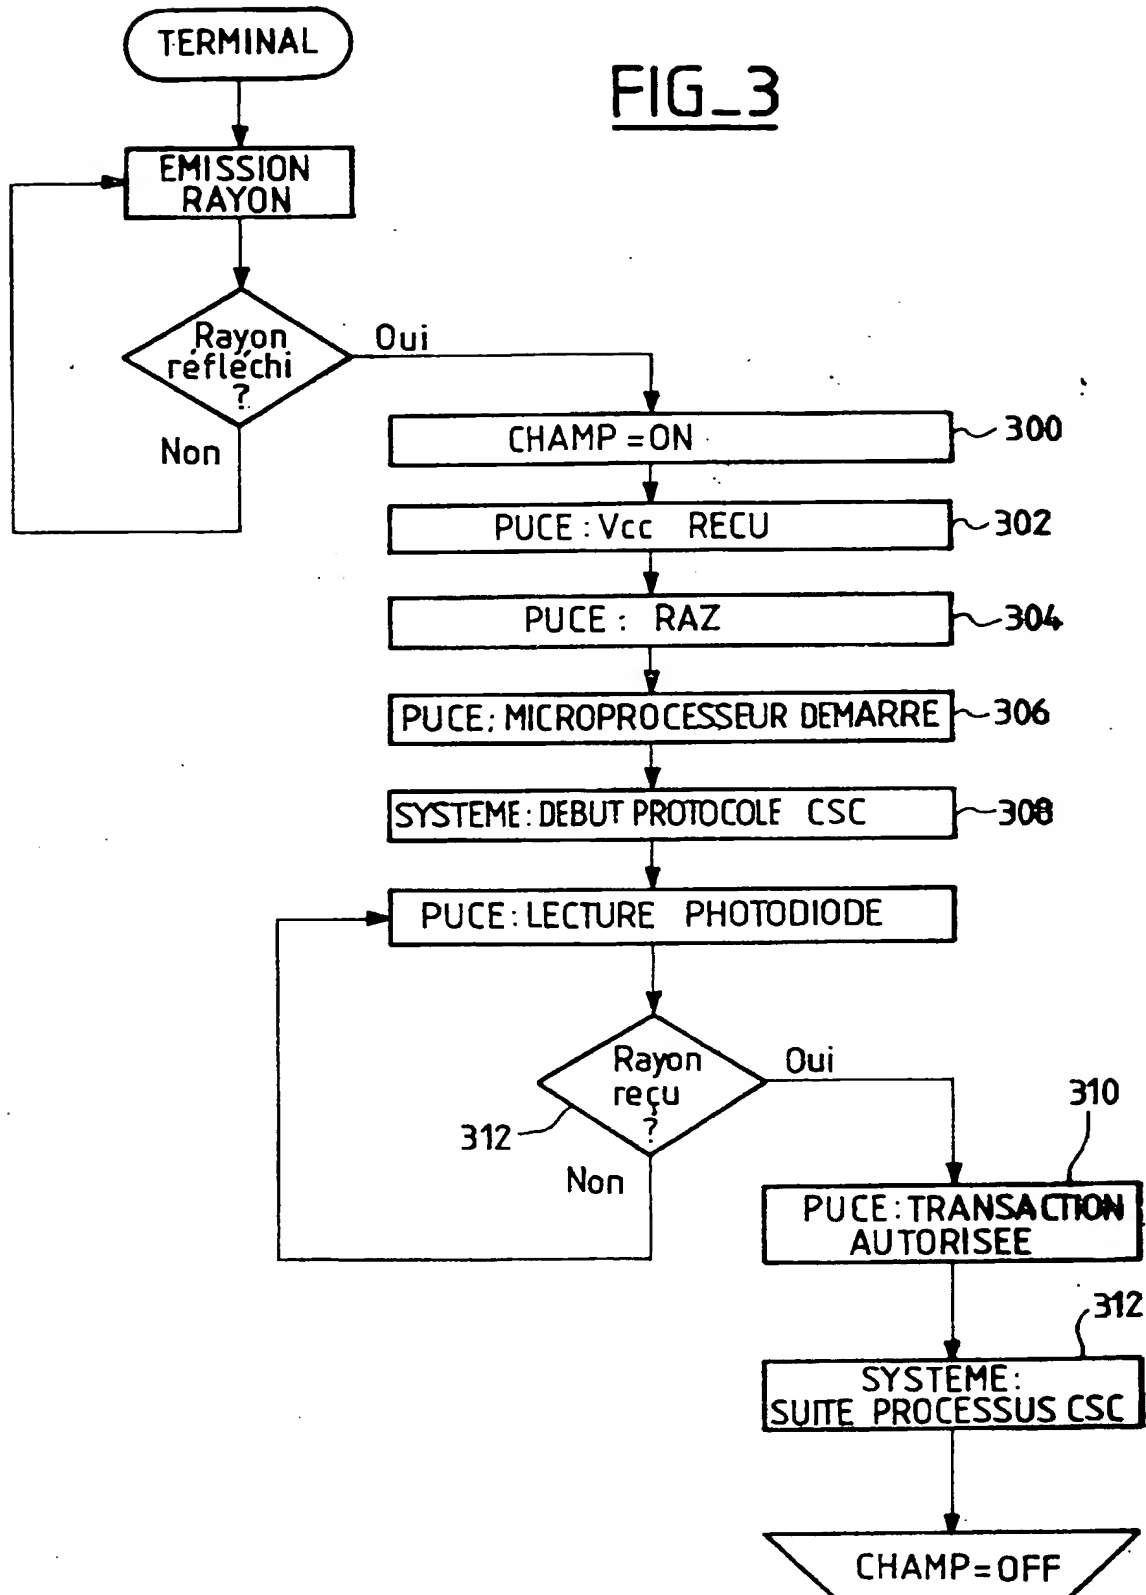 TERMINAL
FIG_3
EMISSION
RAYON
Rayon
réfléchi
?
Oui
Non
CHAMP=ON
300
PUCE: Vcc RECU
302
PUCE: RAZ
304
PUCE: MICROPROCESSEUR DEMARRE
306
SYSTEME: DEBUT PROTOCOLE CSC
308
PUCE: LECTURE PHOTODIODE
Rayon
reçu
?
Oui
312
Non
310
PUCE: TRANSACTION
AUTORISEE
312
SYSTEME:
SUITE PROCESSUS CSC
CHAMP=OFF